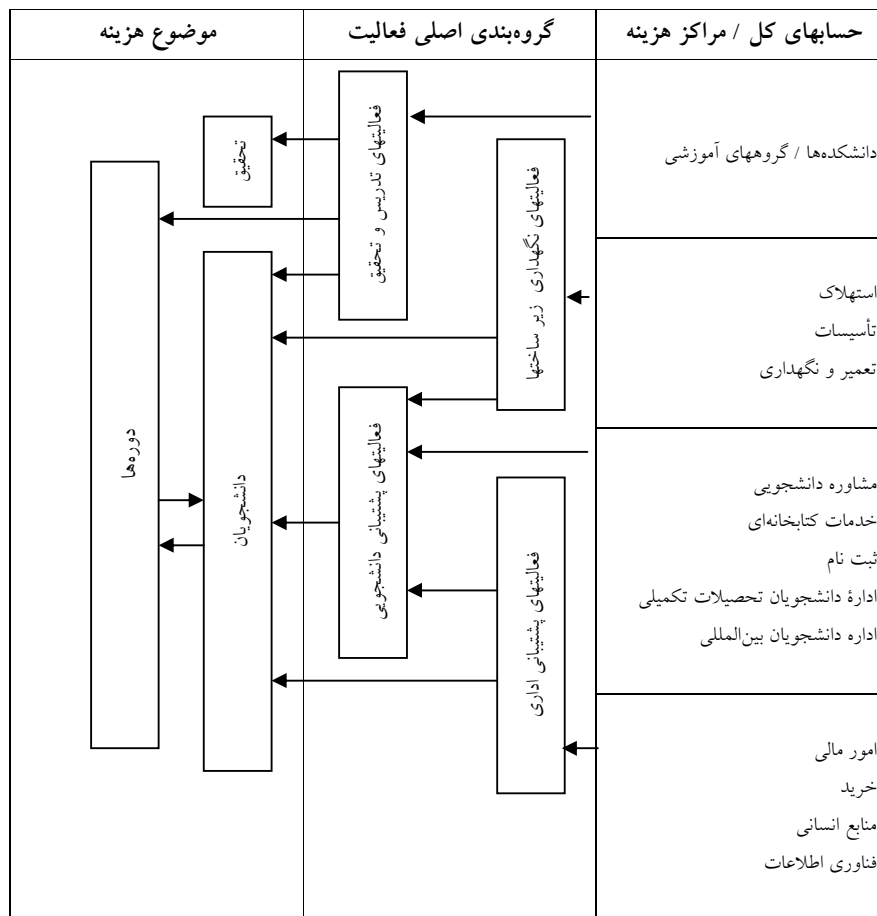 حسابهای کل / مراکز هزینه
گروه‌بندی اصلی فعالیت
موضوع هزینه
دانشکده‌ها / گروههای آموزشی
استهلاک
تأسیسات
تعمیر و نگهداری
مشاوره دانشجویی
خدمات کتابخانه‌ای
ثبت نام
ادارۀ دانشجویان تحصیلات تکمیلی
اداره دانشجویان بین‌المللی
امور مالی
خرید
منابع انسانی
فناوری اطلاعات
فعالیتهای نگهداری زیر ساختها
فعالیتهای پشتیبانی اداری
فعالیتهای تدریس و تحقیق
فعالیتهای پشتیبانی دانشجویی
تحقیق
دانشجویان
دوره‌ها